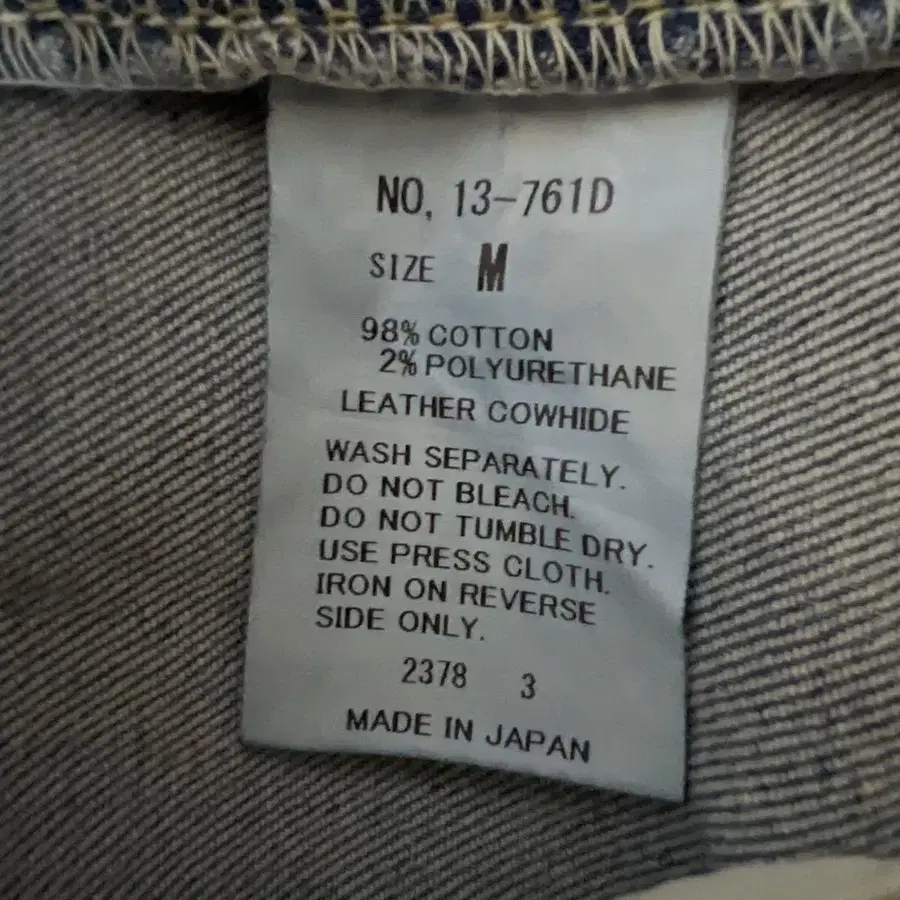 NO, 13-761D
SIZE M
98% COTTON
2% POLYURETHANE
LEATHER COWHIDE
WASH SEPARATELY.
DO NOT BLEACH.
DO NOT TUMBLE DRY.
USE PRESS CLOTH.
IRON ON REVERSE
SIDE ONLY.
2378 3
MADE IN JAPAN